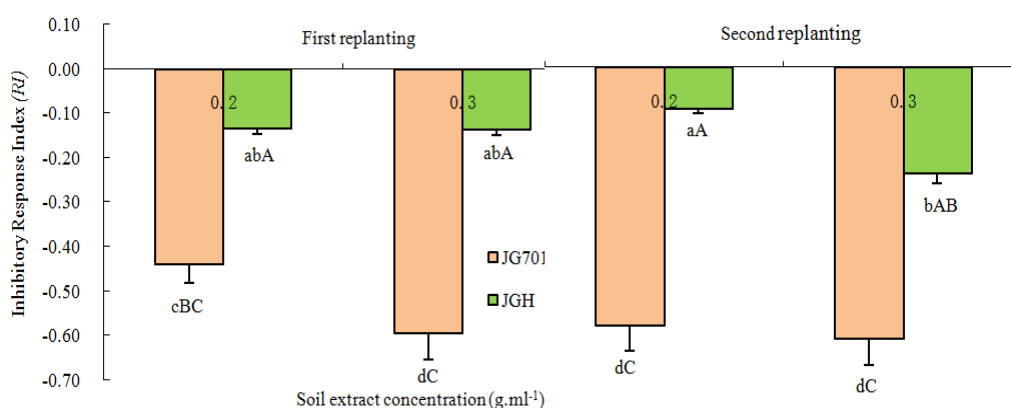 0.10
First replanting
Second replanting
0.00
0.2
0.3
0.2
0.3
-0.10
abA
abA
aA
-0.20
bAB
-0.30
-0.40
JG701
JGH
-0.50
cBC
-0.60
dC
dC
dC
-0.70
Inhibitory Response Index (RI)
Soil extract concentration (g.ml-1)